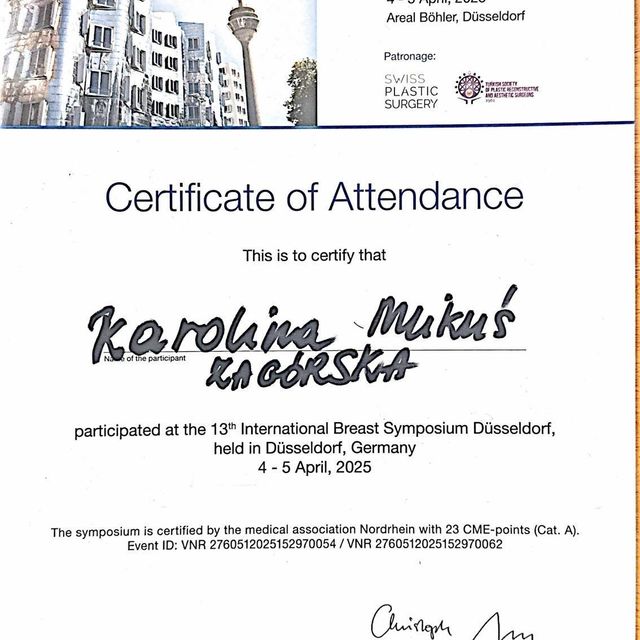 4 - 5 April, 2025
Areal Böhler, Düsseldorf
Patronage:
SWISS
PLASTIC
SURGERY
TURKISH SOCIETY
OF PLASTIC RECONSTRUCTIVE
AND AESTHETIC SURGEONS
1961
Certificate of Attendance
This is to certify that
Karolina Mikuś
Name of the participant
ZAGÓRSKA
participated at the 13th International Breast Symposium Düsseldorf,
held in Düsseldorf, Germany
4 - 5 April, 2025
The symposium is certified by the medical association Nordrhein with 23 CME-points (Cat. A).
Event ID: VNR 2760512025152970054 / VNR 2760512025152970062
Christoph